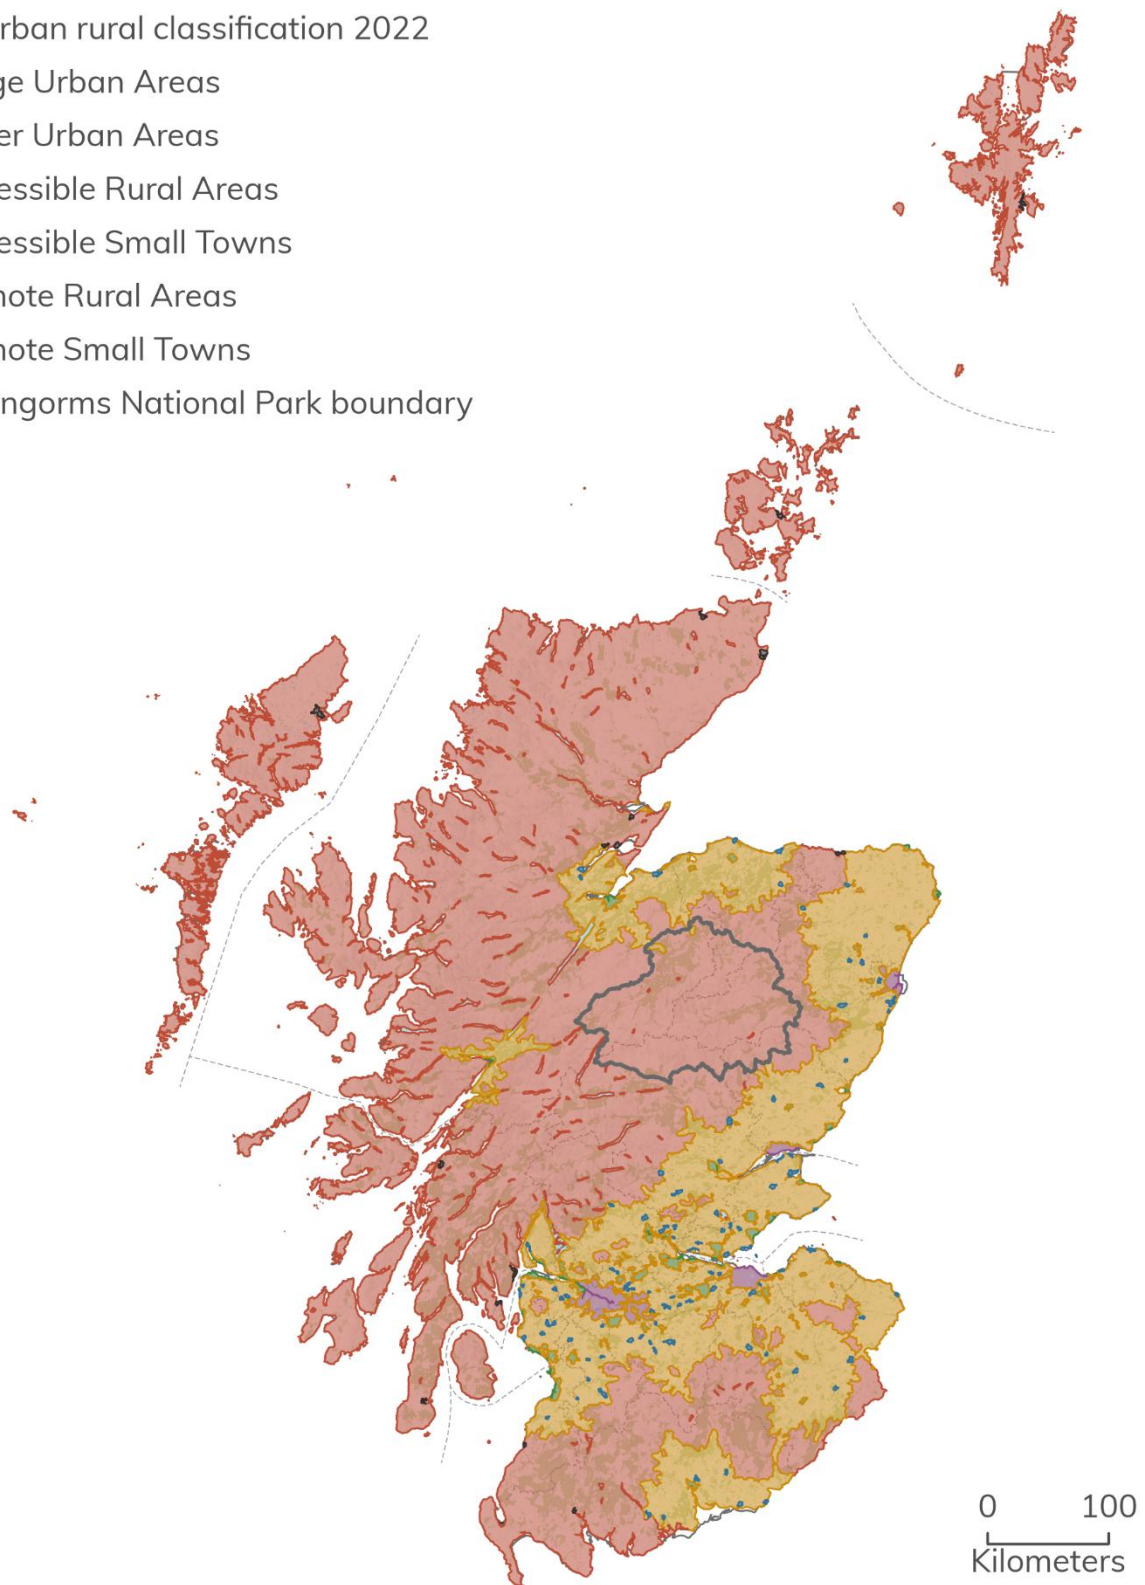 rban rural classification 2022
ge Urban Areas
er Urban Areas
essible Rural Areas
essible Small Towns
note Rural Areas
note Small Towns
ngorms National Park boundary
0 100
Kilometers